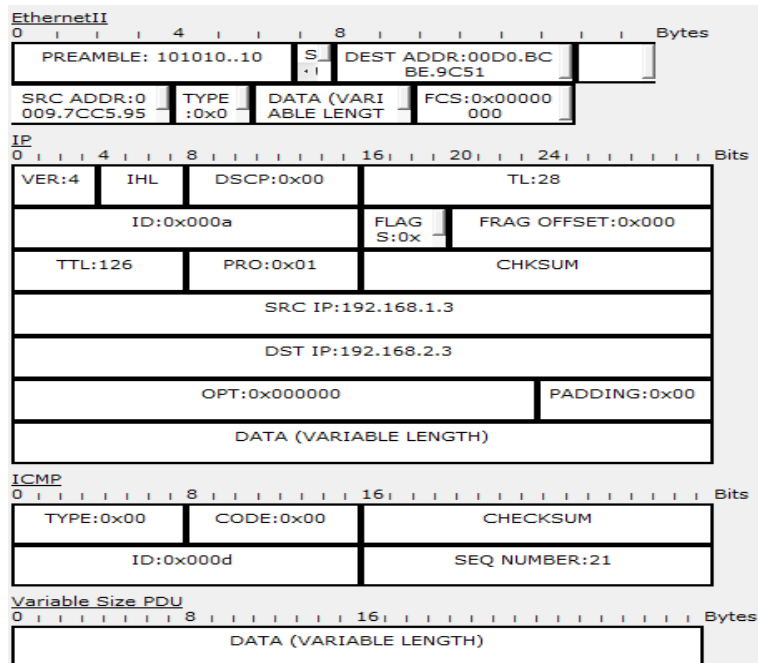 EthernetII
0 4 8 Bytes
PREAMBLE: 101010..10 S DEST ADDR:00D0.BC
BE.9C51
SRC ADDR:0 TYPE DATA (VARI FCS:0x00000
009.7CC5.95 :0x0 ABLE LENGT 000
IP
0 4 8 16 20 24 Bits
VER:4 IHL DSCP:0x00 TL:28
ID:0x000a FLAG FRAG OFFSET:0x000
S:0x
TTL:126 PRO:0x01 CHKSUM
SRC IP:192.168.1.3
DST IP:192.168.2.3
OPT:0x000000 PADDING:0x00
DATA (VARIABLE LENGTH)
ICMP
0 8 16 Bits
TYPE:0x00 CODE:0x00 CHECKSUM
ID:0x000d SEQ NUMBER:21
Variable Size PDU
0 8 16 Bytes
DATA (VARIABLE LENGTH)